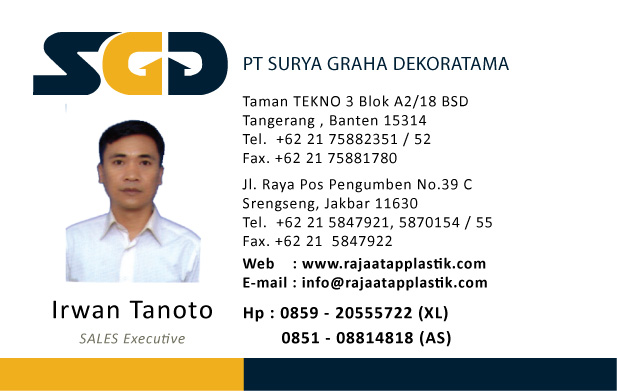 SGD
PT SURYA GRAHA DEKORATAMA
Taman TEKNO 3 Blok A2/18 BSD
Tangerang , Banten 15314
Tel.  +62 21 75882351 / 52
Fax. +62 21 75881780
Jl. Raya Pos Pengumben No.39 C
Srengseng, Jakbar 11630
Tel.  +62 21 5847921, 5870154 / 55
Fax. +62 21  5847922
Web    : www.rajaatapplastik.com
E-mail : info@rajaatapplastik.com
Hp : 0859 - 20555722 (XL)
0851 - 08814818 (AS)
Irwan Tanoto
SALES Executive